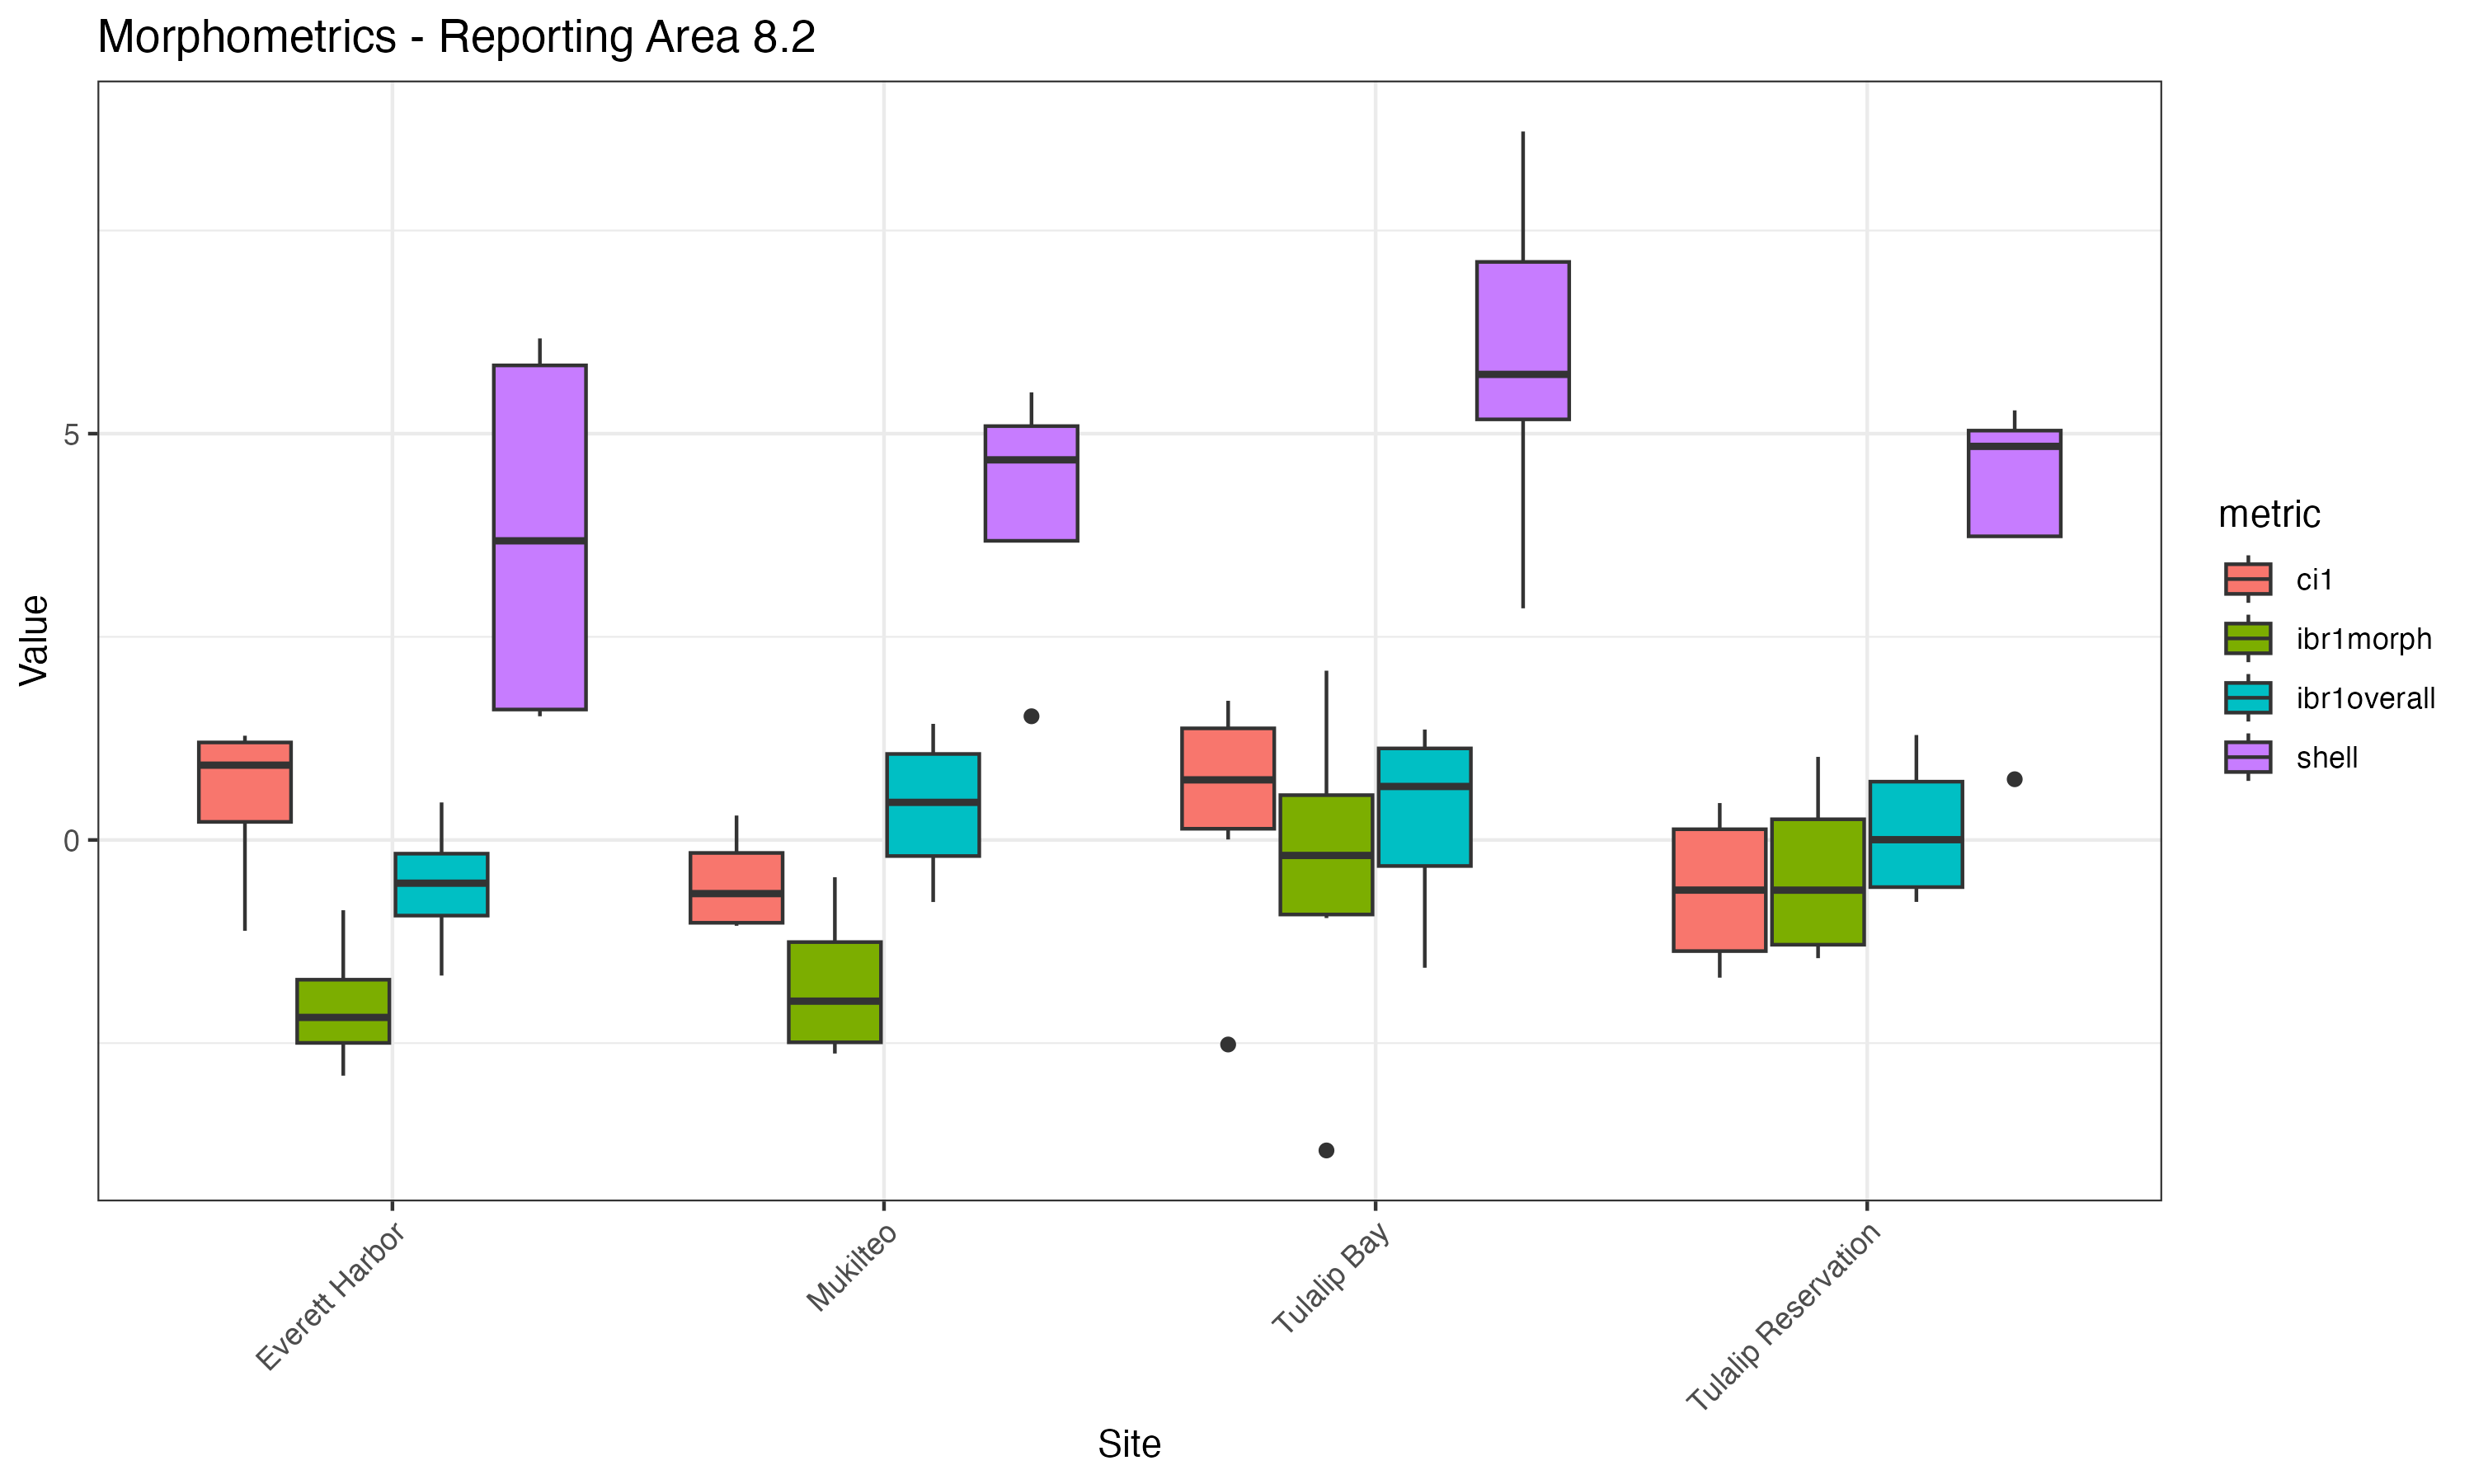 Morphometrics - Reporting Area 8.2
Value
5
0
Everett Harbor
Mukilteo
Tulalip Bay
Tulalip Reservation
Site
metric
ci1
ibr1morph
ibr1overall
shell